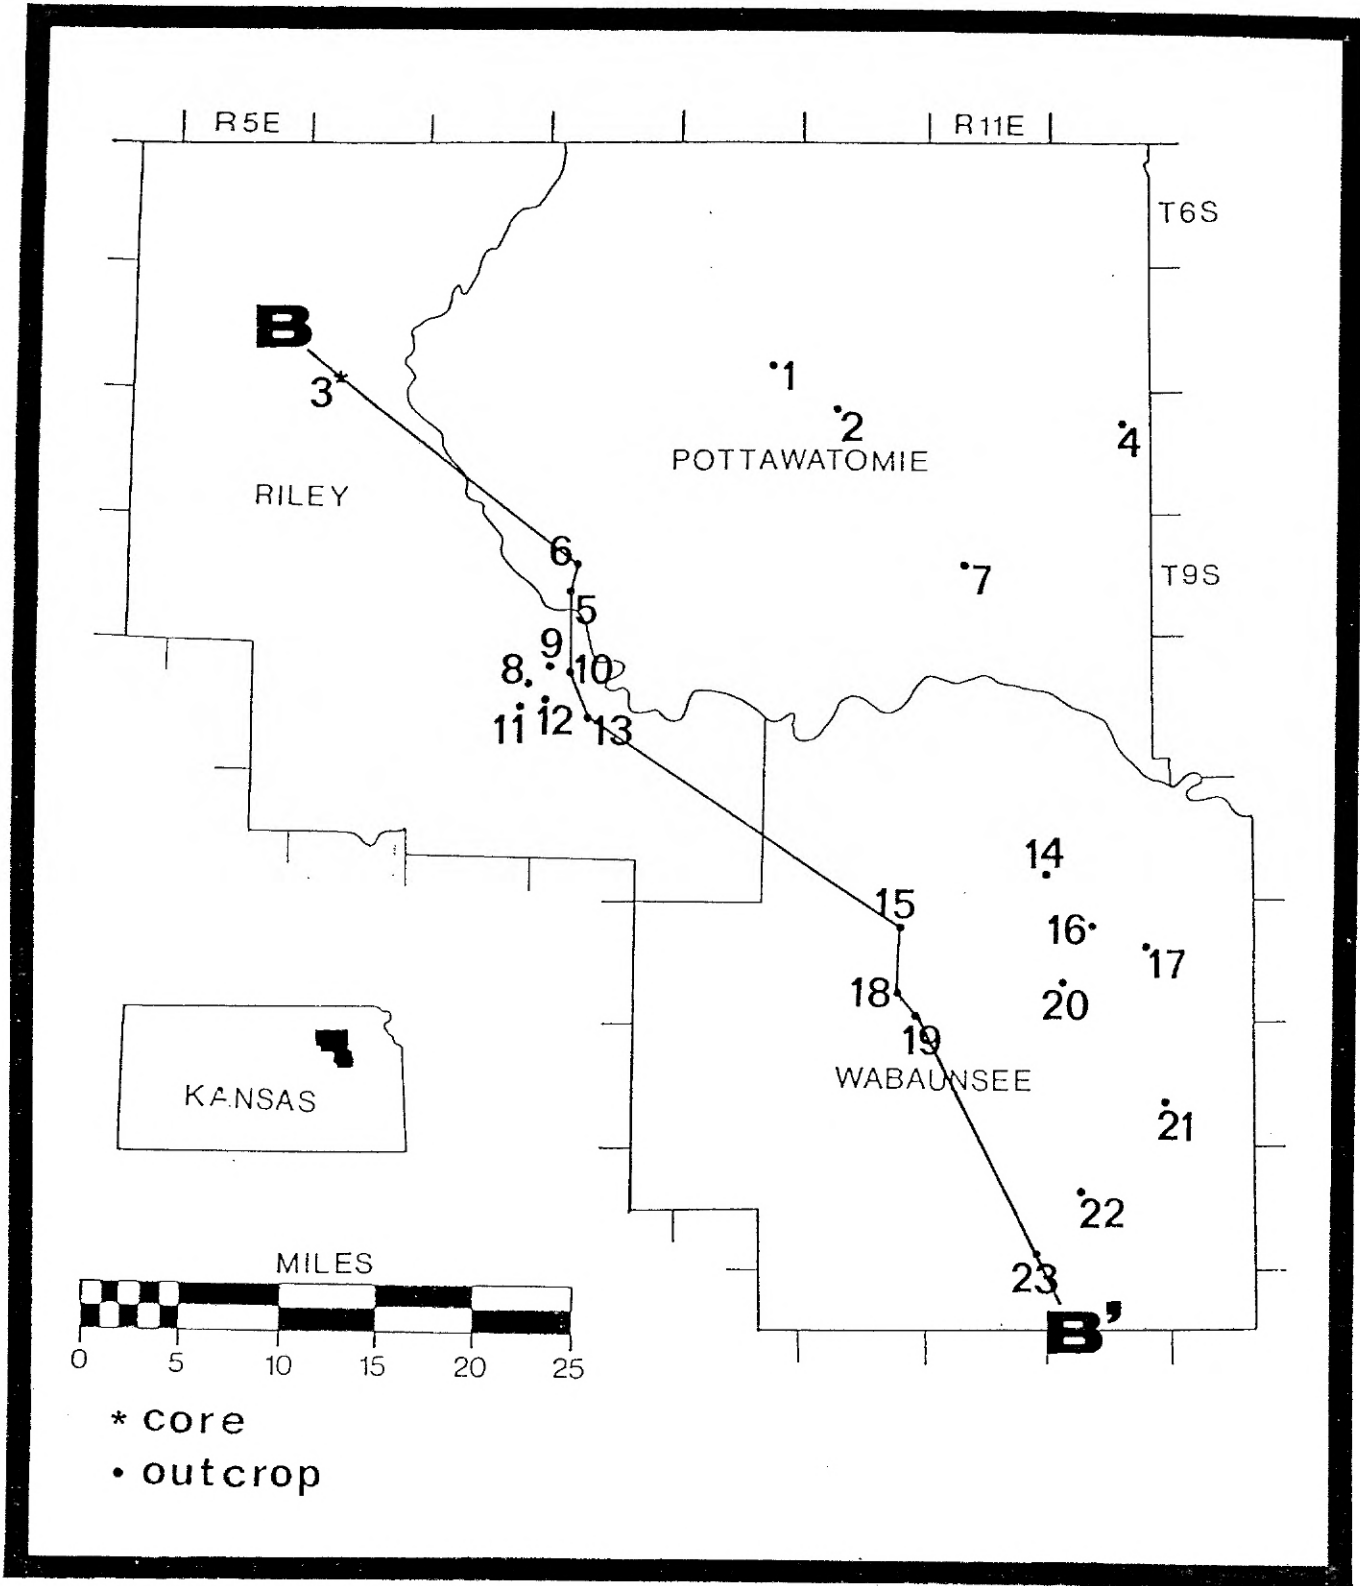 R5E
R11E
T6S
B
3*
1
2
POTTAWATOMIE
4
RILEY
6
7
T9S
5
9
8
10
11
12
13
14
15
16
17
18
20
19
WABAUNSEE
KANSAS
21
22
23
B'
MILES
0 5 10 15 20 25
* core
• outcrop